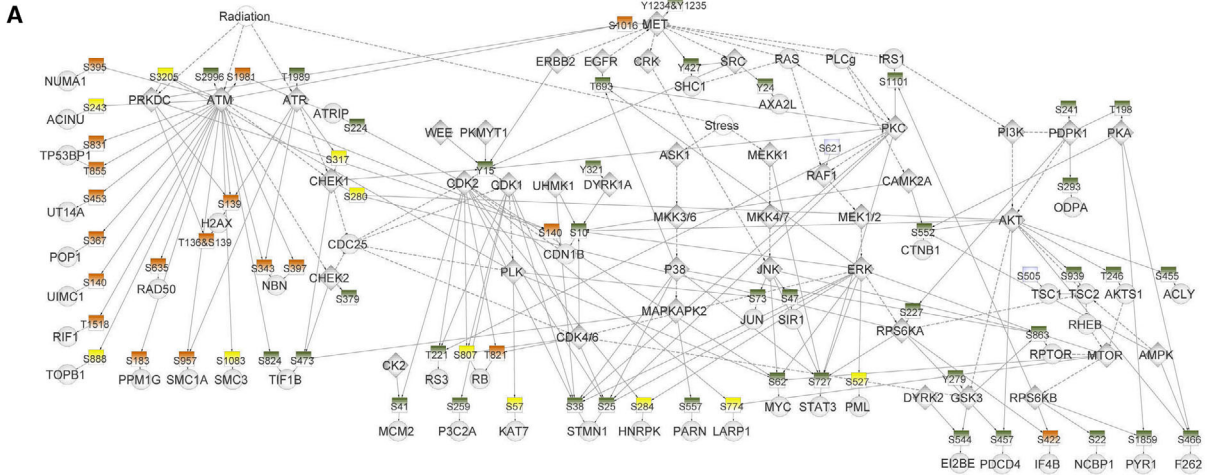 A
Radiation
Y1234&Y1235
S1016
MET
S395
NUMA1
S3205
S2996
S1981
T1989
ERBB2
EGFR
CRK
Y427
SRC
RAS
PLCg
IRS1
S243
ACINU
PRKDC
ATM
ATR
ATRIP
S224
T693
SHC1
Y24
AXA2L
S1101
S241
T198
S831
TP53BP1
T855
WEE
PKMYT1
Stress
PKC
PI3K
PDPK1
PKA
S317
CHEK1
S280
Y15
ASK1
MEKK1
S621
RAF1
CAMK2A
S293
ODPA
S453
UT14A
S139
H2AX
T136&S139
CDK2
CDK1
UHMK1
Y321
DYRK1A
MKK3/6
MKK4/7
MEK1/2
AKT
S367
POP1
CDC25
S140
S10
CDN1B
S552
CTNB1
S635
RAD50
S343
S397
NBN
CHEK2
S379
PLK
P38
JNK
ERK
S505
TSC1
S939
TSC2
T246
AKTS1
S455
ACLY
S140
UIMC1
MAPKAPK2
S73
JUN
S47
SIR1
S227
RPS6KA
RHEB
T1518
RIF1
CDK4/6
S863
RPTOR
MTOR
AMPK
S888
TOPB1
S183
PPM1G
S957
SMC1A
S1083
SMC3
S824
S473
TIF1B
CK2
T221
RS3
S807
T821
RB
S62
MYC
S727
STAT3
S527
PML
Y279
DYRK2
GSK3
RPS6KB
S41
MCM2
S259
P3C2A
S57
KAT7
S38
S25
STMN1
S284
HNRPK
S557
PARN
S774
LARP1
S544
EI2BE
S457
PDCD4
S422
IF4B
S22
NCBP1
S1859
PYR1
S466
F262